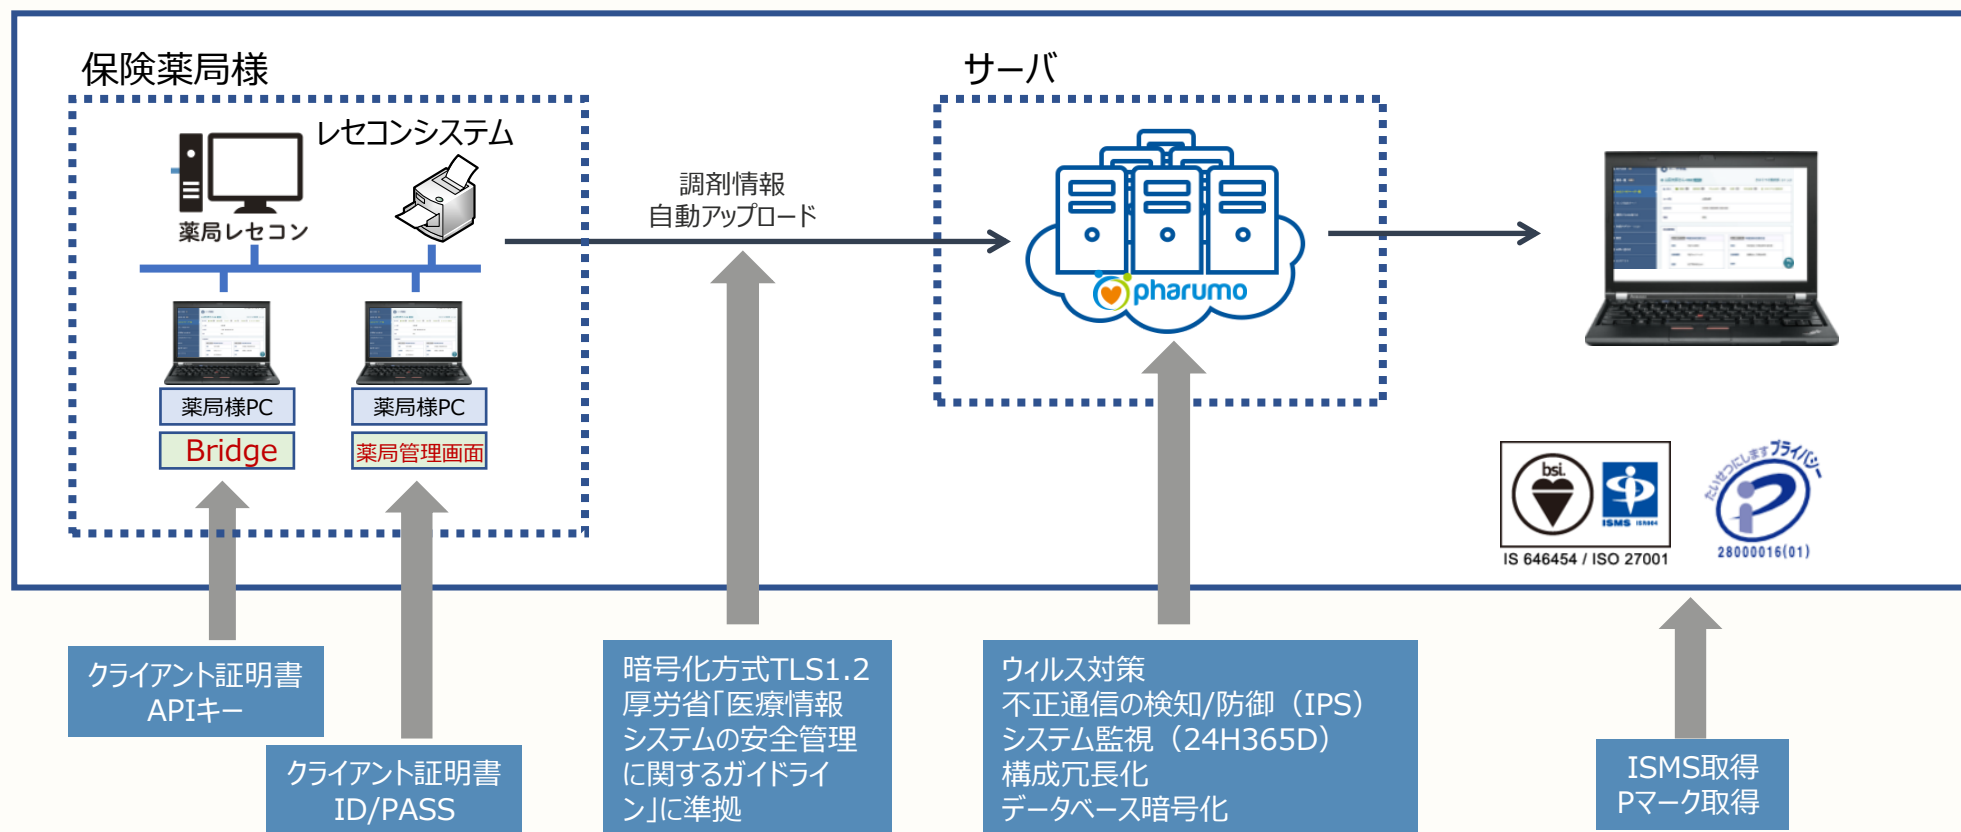 保険薬局様
サーバ
レセコンシステム
薬局レセコン
調剤情報
自動アップロード
pharumo
薬局様PC
薬局様PC
Bridge
薬局管理画面
bsi.
ISMS
IS 646454 / ISO 27001
たいせつにしますプライバシー
28000016(01)
クライアント証明書
APIキー
クライアント証明書
ID/PASS
暗号化方式TLS1.2
厚労省「医療情報
システムの安全管理
に関するガイドライ
ン」に準拠
ウィルス対策
不正通信の検知/防御（IPS）
システム監視（24H365D）
構成冗長化
データベース暗号化
ISMS取得
Pマーク取得